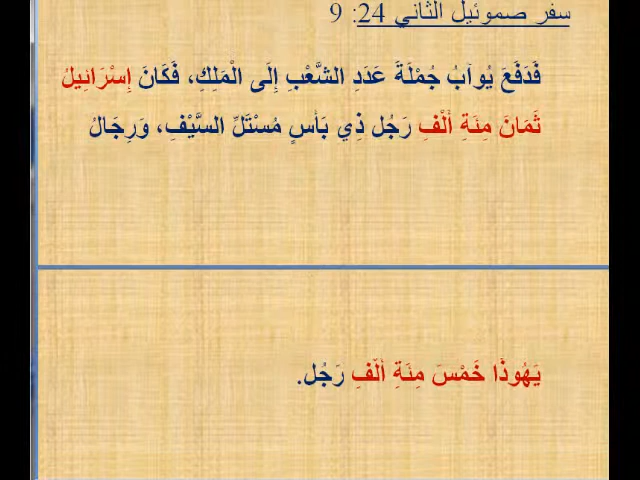 سفر صموئيل الثاني 24: 9
فَدَفَعَ يُوآبُ جُمْلَةَ عَدَدِ الشَّعْبِ إِلَى الْمَلِكِ، فَكَانَ إِسْرَائِيلُ
ثَمَانَ مِئَةِ أَلْفِ رَجُل ذِي بَأْسٍ مُسْتَلِّ السَّيْفِ، وَرِجَالُ
يَهُوذَا خَمْسَ مِئَةِ أَلْفِ رَجُل.